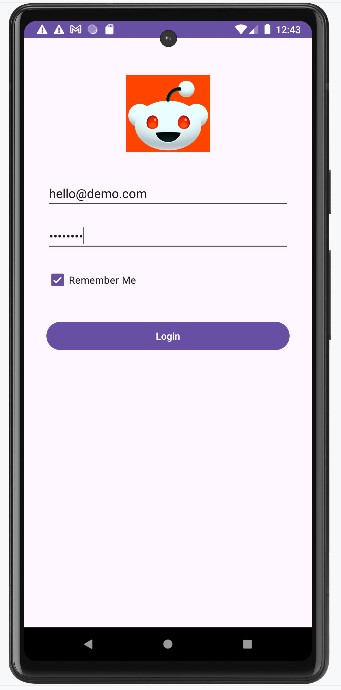 12:43
hello@demo.com
••••••••
Remember Me
Login